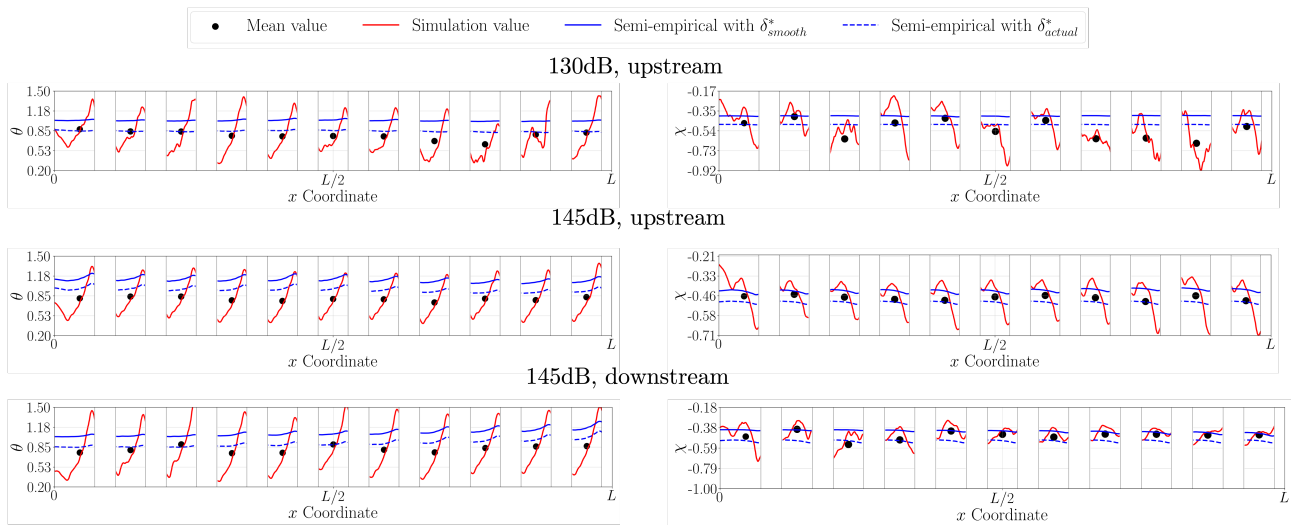 Mean value Simulation value Semi-empirical with δ*smooth Semi-empirical with δ*actual
130dB, upstream
1.50
1.18
0.85
0.53
0.20
θ
0 L/2 L
x Coordinate
-0.17
-0.35
-0.54
-0.73
-0.92
χ
0 L/2 L
x Coordinate
145dB, upstream
1.50
1.18
0.85
0.53
0.20
θ
0 L/2 L
x Coordinate
-0.21
-0.33
-0.46
-0.58
-0.71
χ
0 L/2 L
x Coordinate
145dB, downstream
1.50
1.18
0.85
0.53
0.20
θ
0 L/2 L
x Coordinate
-0.18
-0.38
-0.59
-0.79
-1.00
χ
0 L/2 L
x Coordinate